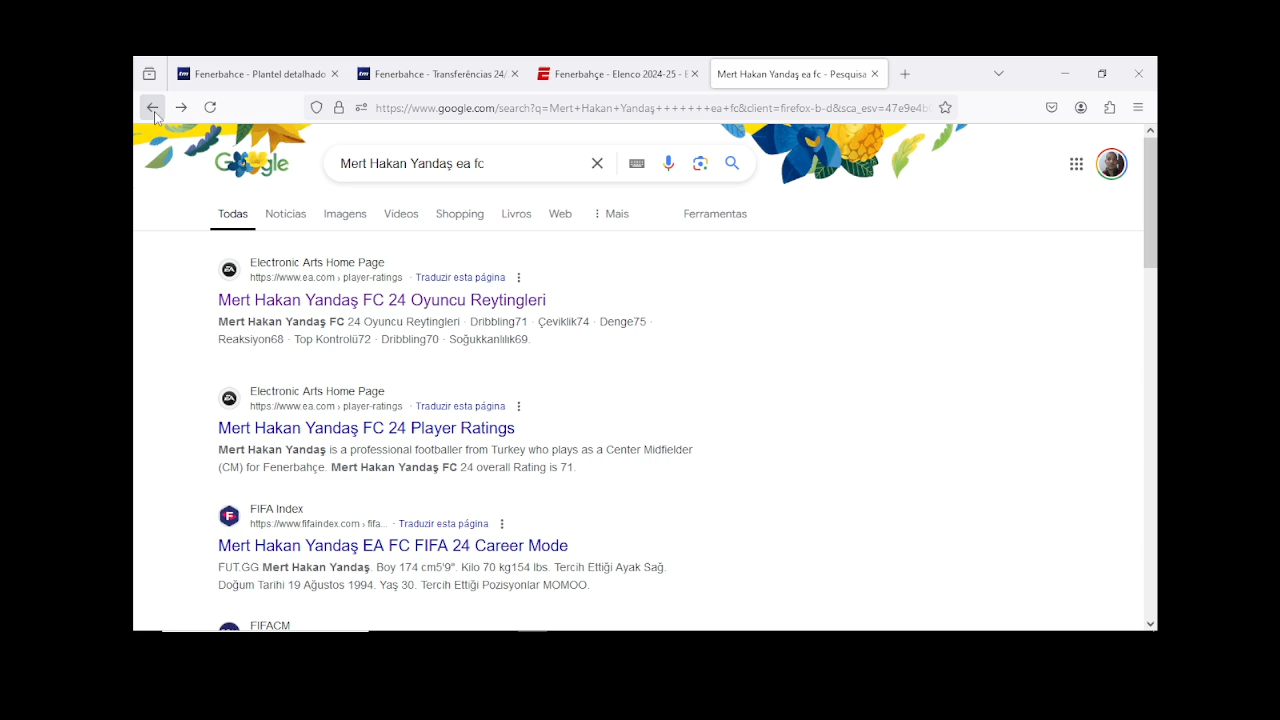 Fenerbahce - Plantel detalhado
Fenerbahce - Transferências 24/
Fenerbahçe - Elenco 2024-25 - E
Mert Hakan Yandaş ea fc - Pesquisa
https://www.google.com/search?q=Mert+Hakan+Yandaş+++++++ea+fc&client=firefox-b-d&sca_esv=47e9e4b
Google
Mert Hakan Yandaş ea fc
Todas
Notícias
Imagens
Vídeos
Shopping
Livros
Web
Mais
Ferramentas
Electronic Arts Home Page
https://www.ea.com › player-ratings · Traduzir esta página
Mert Hakan Yandaş FC 24 Oyuncu Reytingleri
Mert Hakan Yandaş FC 24 Oyuncu Reytingleri · Dribbling71 · Çeviklik74 · Denge75 ·
Reaksiyon68 · Top Kontrolü72 · Dribbling70 · Soğukkanlılık69.
Electronic Arts Home Page
https://www.ea.com › player-ratings · Traduzir esta página
Mert Hakan Yandaş FC 24 Player Ratings
Mert Hakan Yandaş is a professional footballer from Turkey who plays as a Center Midfielder
(CM) for Fenerbahçe. Mert Hakan Yandaş FC 24 overall Rating is 71.
FIFA Index
https://www.fifaindex.com › fifa... · Traduzir esta página
Mert Hakan Yandaş EA FC FIFA 24 Career Mode
FUT.GG Mert Hakan Yandaş. Boy 174 cm5'9". Kilo 70 kg154 lbs. Tercih Ettiği Ayak Sağ.
Doğum Tarihi 19 Ağustos 1994. Yaş 30. Tercih Ettiği Pozisyonlar MOMOO.
FIFACM